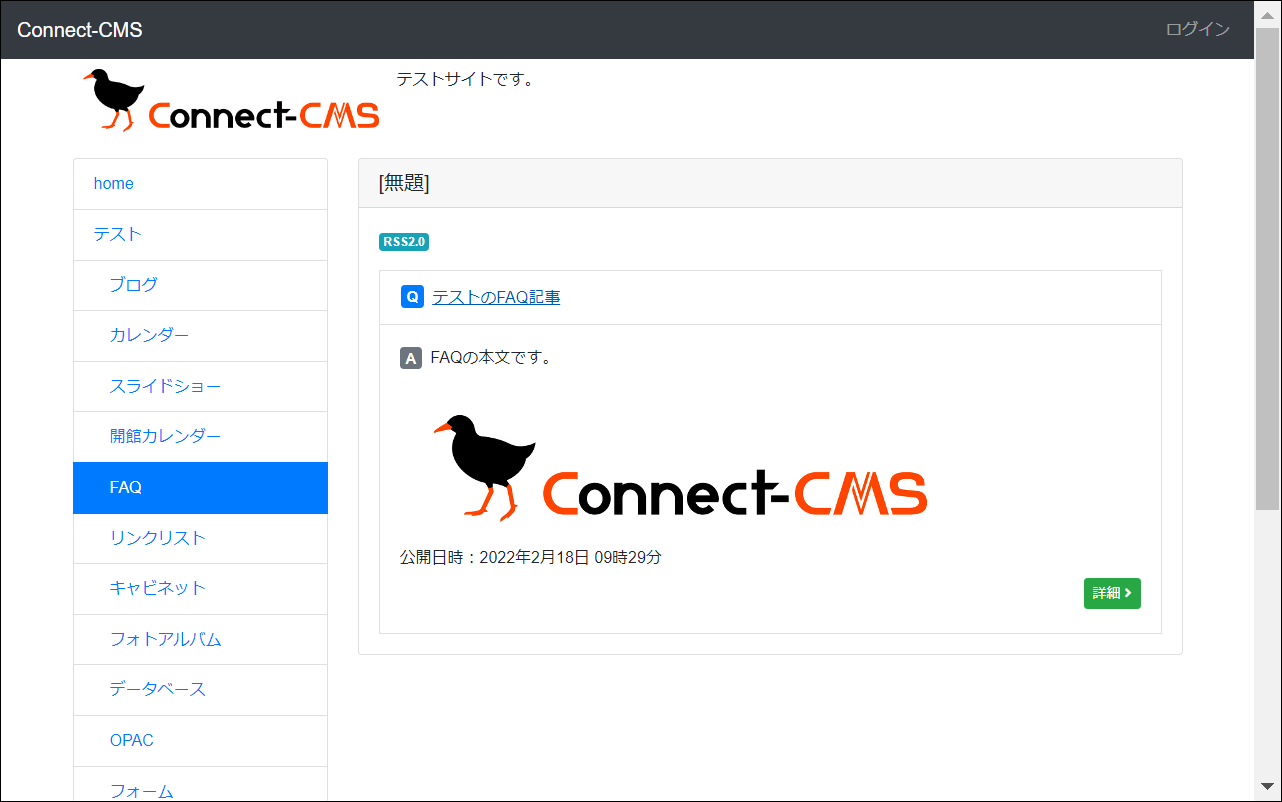 Connect-CMS
ログイン
Connect-CMS
テストサイトです。
home
テスト
ブログ
カレンダー
スライドショー
開館カレンダー
FAQ
リンクリスト
キャビネット
フォトアルバム
データベース
OPAC
フォーム
[無題]
RSS2.0
Q テストのFAQ記事
A FAQの本文です。
Connect-CMS
公開日時：2022年2月18日 09時29分
詳細